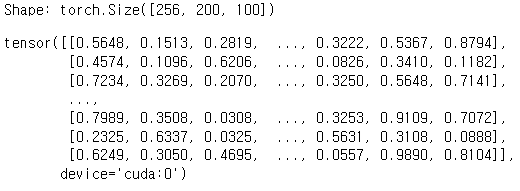 Shape: torch.Size([256, 200, 100])
tensor([[0.5648, 0.1513, 0.2819,  ..., 0.3222, 0.5367, 0.8794],
        [0.4574, 0.1096, 0.6206,  ..., 0.0826, 0.3410, 0.1182],
        [0.7234, 0.3269, 0.2070,  ..., 0.3250, 0.5648, 0.7141],
        ...,
        [0.7989, 0.3508, 0.0308,  ..., 0.3253, 0.9109, 0.7072],
        [0.2325, 0.6337, 0.0325,  ..., 0.5631, 0.3108, 0.0888],
        [0.6249, 0.3050, 0.4695,  ..., 0.0557, 0.9890, 0.8104]],
       device='cuda:0')